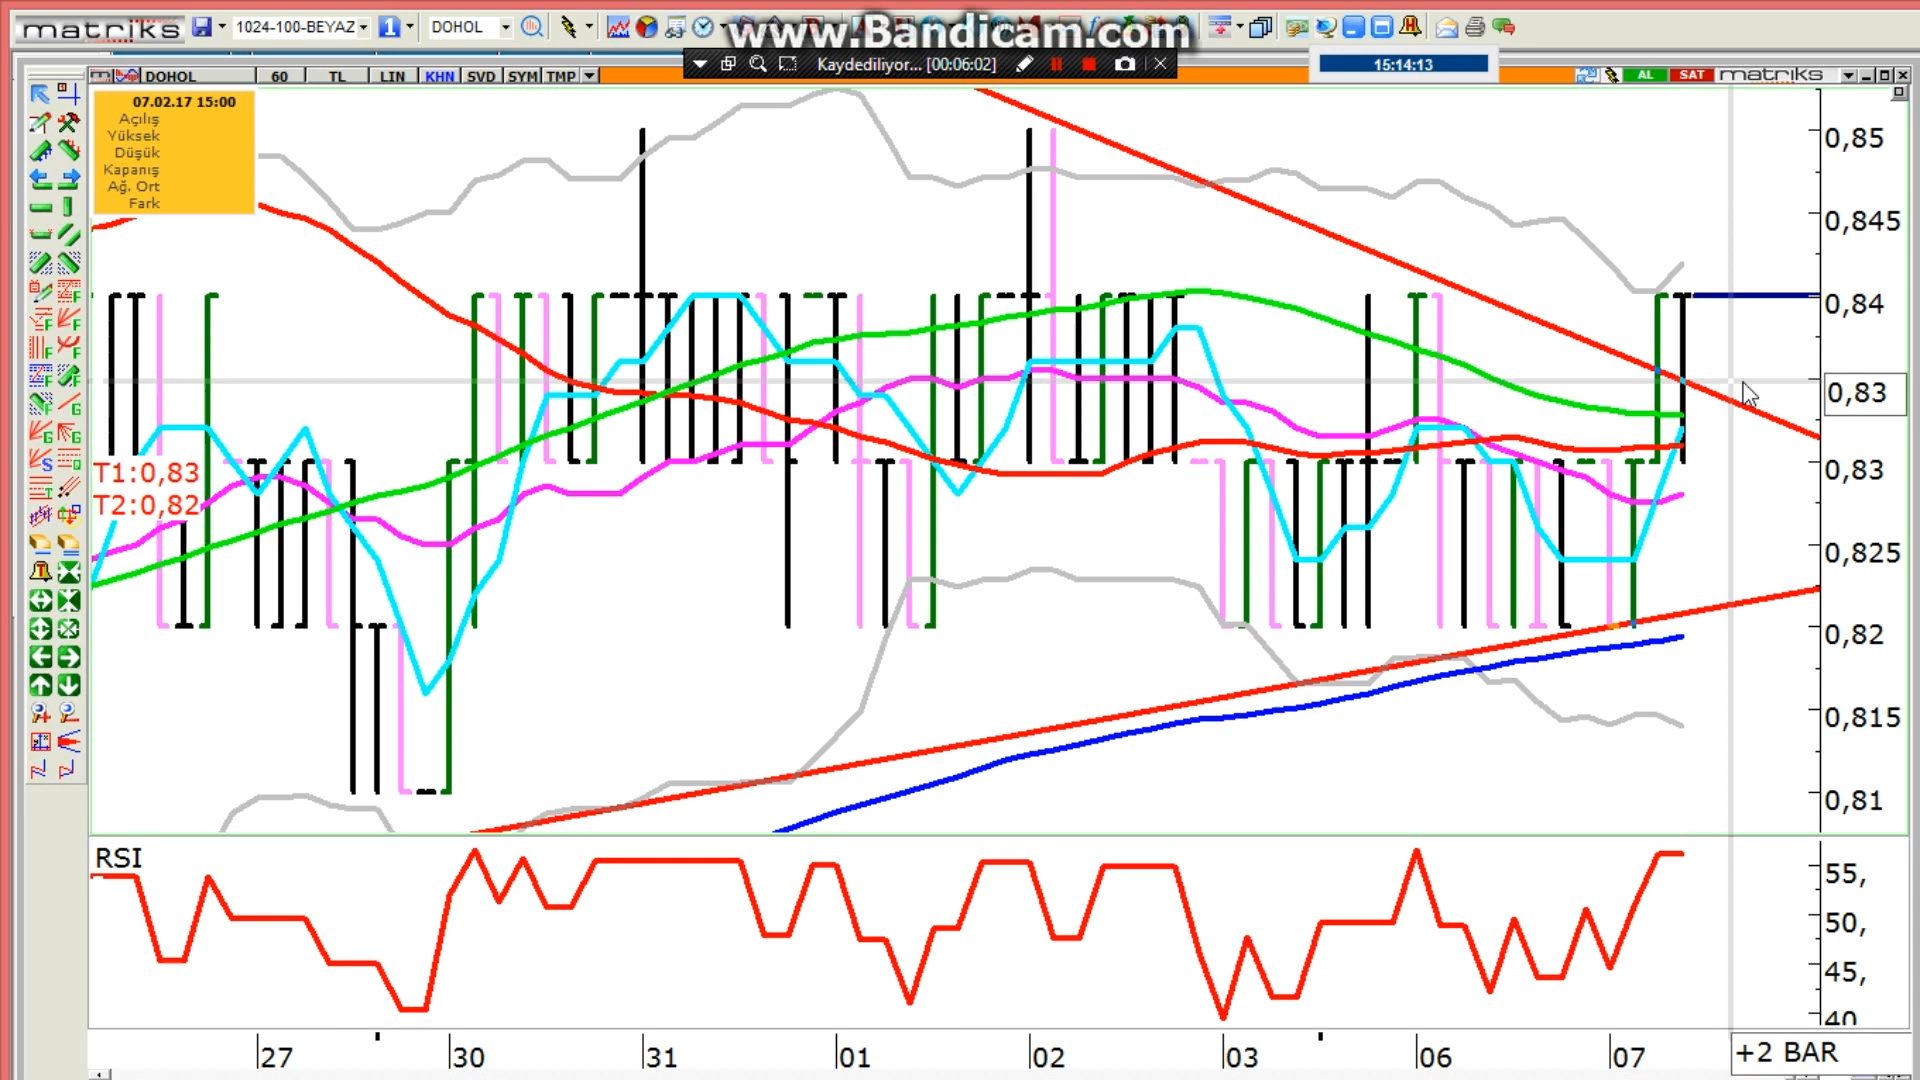 matriks 1024-100-BEYAZ 1 DOHOL
www.Bandicam.com
Kaydediliyor... [00:06:02]
15:14:13
DOHOL 60 TL LIN KHN SVD SYM TMP
AL SAT matriks
07.02.17 15:00
Açılış
Yüksek
Düşük
Kapanış
Ağ. Ort
Fark
T1:0,83
T2:0,82
0,85
0,845
0,84
0,83
0,83
0,825
0,82
0,815
0,81
RSI
55,
50,
45,
40
27 30 31 01 02 03 06 07 +2 BAR